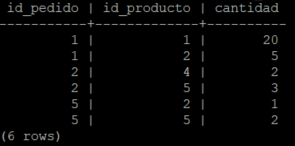 id_pedido | id_producto | cantidad
-----------+-------------+----------
1 | 1 | 20
1 | 2 | 5
2 | 4 | 2
2 | 5 | 3
5 | 2 | 1
5 | 5 | 2
(6 rows)